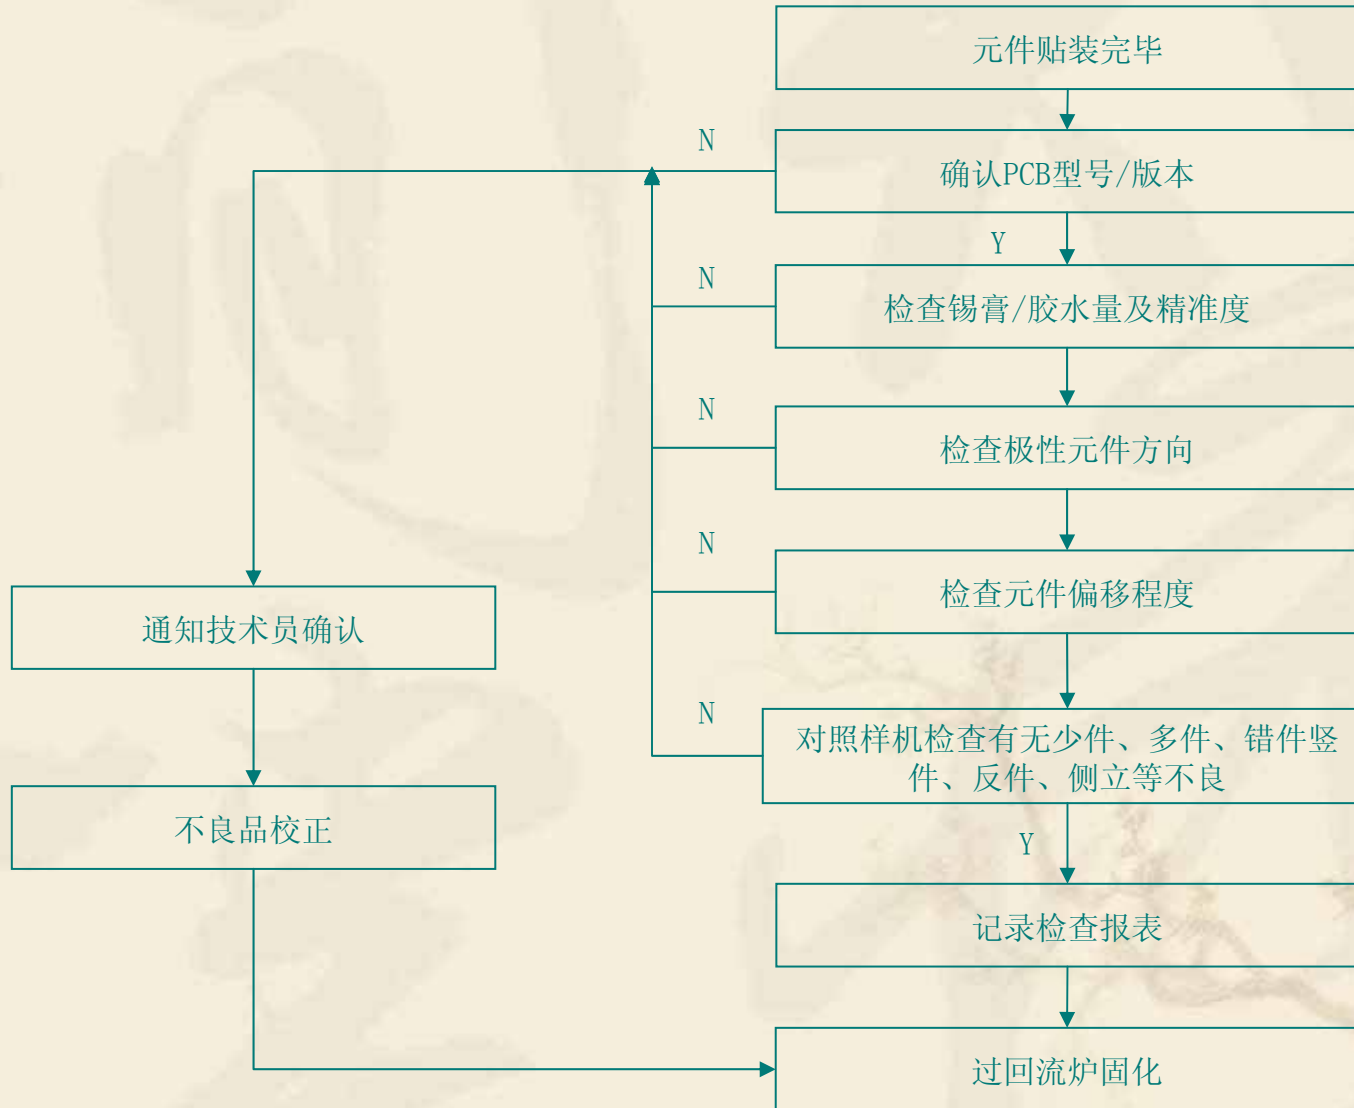 元件贴装完毕
N
确认PCB型号/版本
Y
N
检查锡膏/胶水量及精准度
N
检查极性元件方向
N
检查元件偏移程度
通知技术员确认
N
对照样机检查有无少件、多件、错件竖
件、反件、侧立等不良
不良品校正
Y
记录检查报表
过回流炉固化